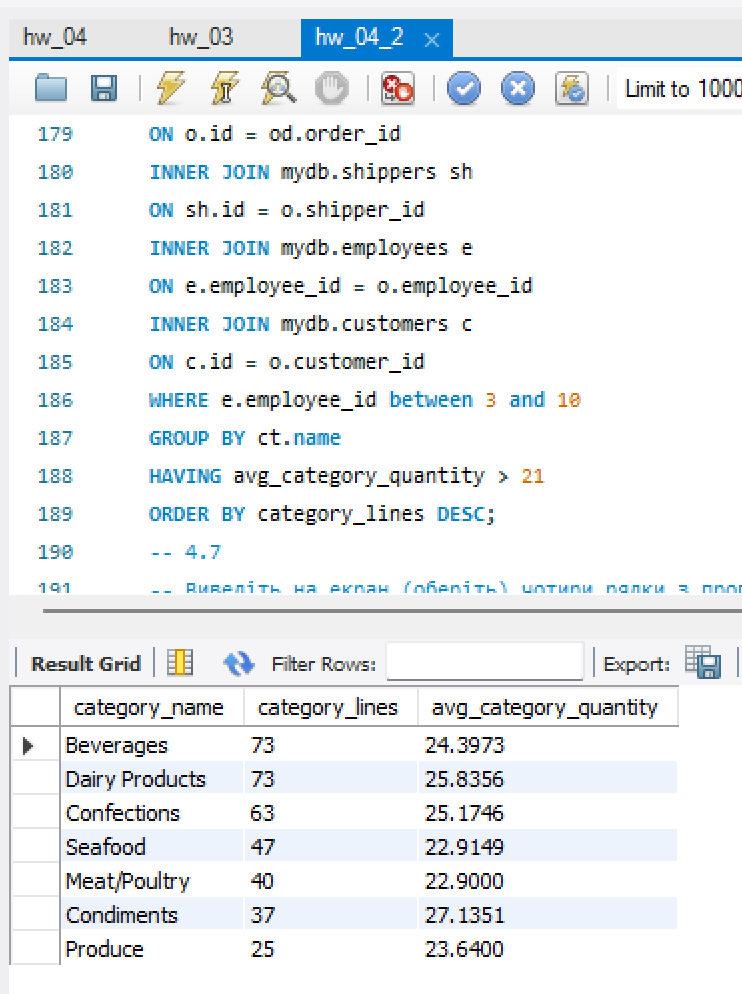 hw_04 hw_03 hw_04_2
Limit to 1000
179 ON o.id = od.order_id
180 INNER JOIN mydb.shippers sh
181 ON sh.id = o.shipper_id
182 INNER JOIN mydb.employees e
183 ON e.employee_id = o.employee_id
184 INNER JOIN mydb.customers c
185 ON c.id = o.customer_id
186 WHERE e.employee_id between 3 and 10
187 GROUP BY ct.name
188 HAVING avg_category_quantity > 21
189 ORDER BY category_lines DESC;
190 -- 4.7
191 -- Виведіть на екран (оберіть) чотири рядки з
Result Grid Filter Rows: Export:
category_name category_lines avg_category_quantity
Beverages 73 24.3973
Dairy Products 73 25.8356
Confections 63 25.1746
Seafood 47 22.9149
Meat/Poultry 40 22.9000
Condiments 37 27.1351
Produce 25 23.6400